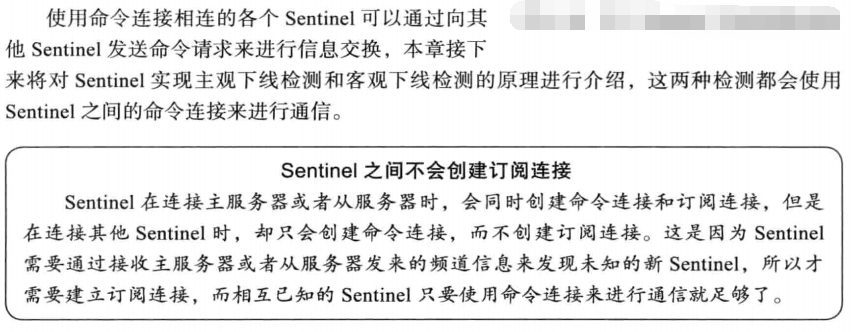 使用命令连接相连的各个 Sentinel 可以通过向其
他 Sentinel 发送命令请求来进行信息交换，本章接下
来将对 Sentinel 实现主观下线检测和客观下线检测的原理进行介绍，这两种检测都会使用
Sentinel 之间的命令连接来进行通信。
Sentinel 之间不会创建订阅连接
Sentinel 在连接主服务器或者从服务器时，会同时创建命令连接和订阅连接，但是
在连接其他 Sentinel 时，却只会创建命令连接，而不创建订阅连接。这是因为 Sentinel
需要通过接收主服务器或者从服务器发来的频道信息来发现未知的新 Sentinel，所以才
需要建立订阅连接，而相互已知的 Sentinel 只要使用命令连接来进行通信就足够了。